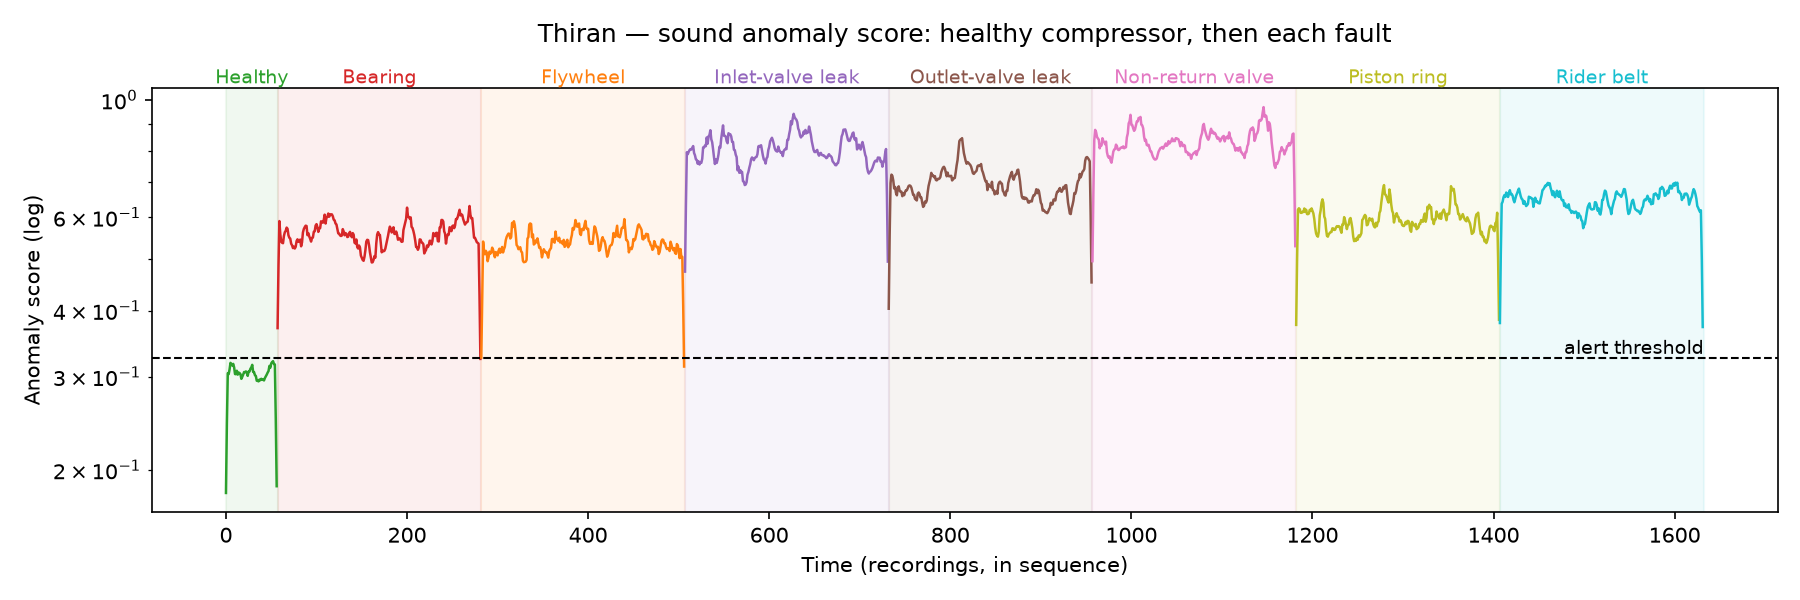 Thiran — sound anomaly score: healthy compressor, then each fault
Healthy Bearing Flywheel Inlet-valve leak Outlet-valve leak Non-return valve Piston ring Rider belt
10⁰
6 × 10⁻¹
4 × 10⁻¹
3 × 10⁻¹
2 × 10⁻¹
Anomaly score (log)
alert threshold
0 200 400 600 800 1000 1200 1400 1600
Time (recordings, in sequence)